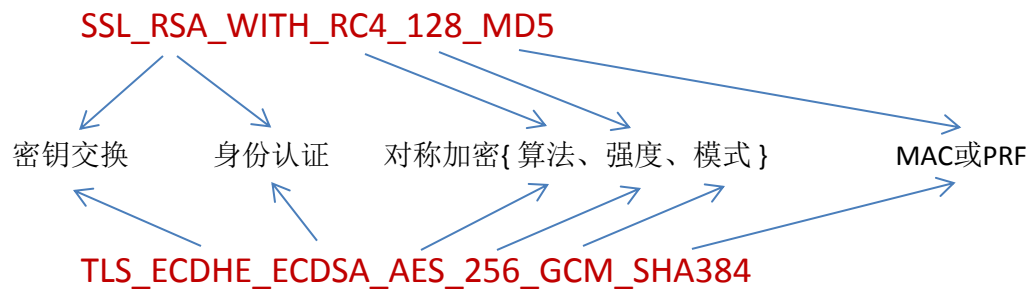 SSL_RSA_WITH_RC4_128_MD5
密钥交换 身份认证 对称加密{ 算法、强度、模式 } MAC或PRF
TLS_ECDHE_ECDSA_AES_256_GCM_SHA384